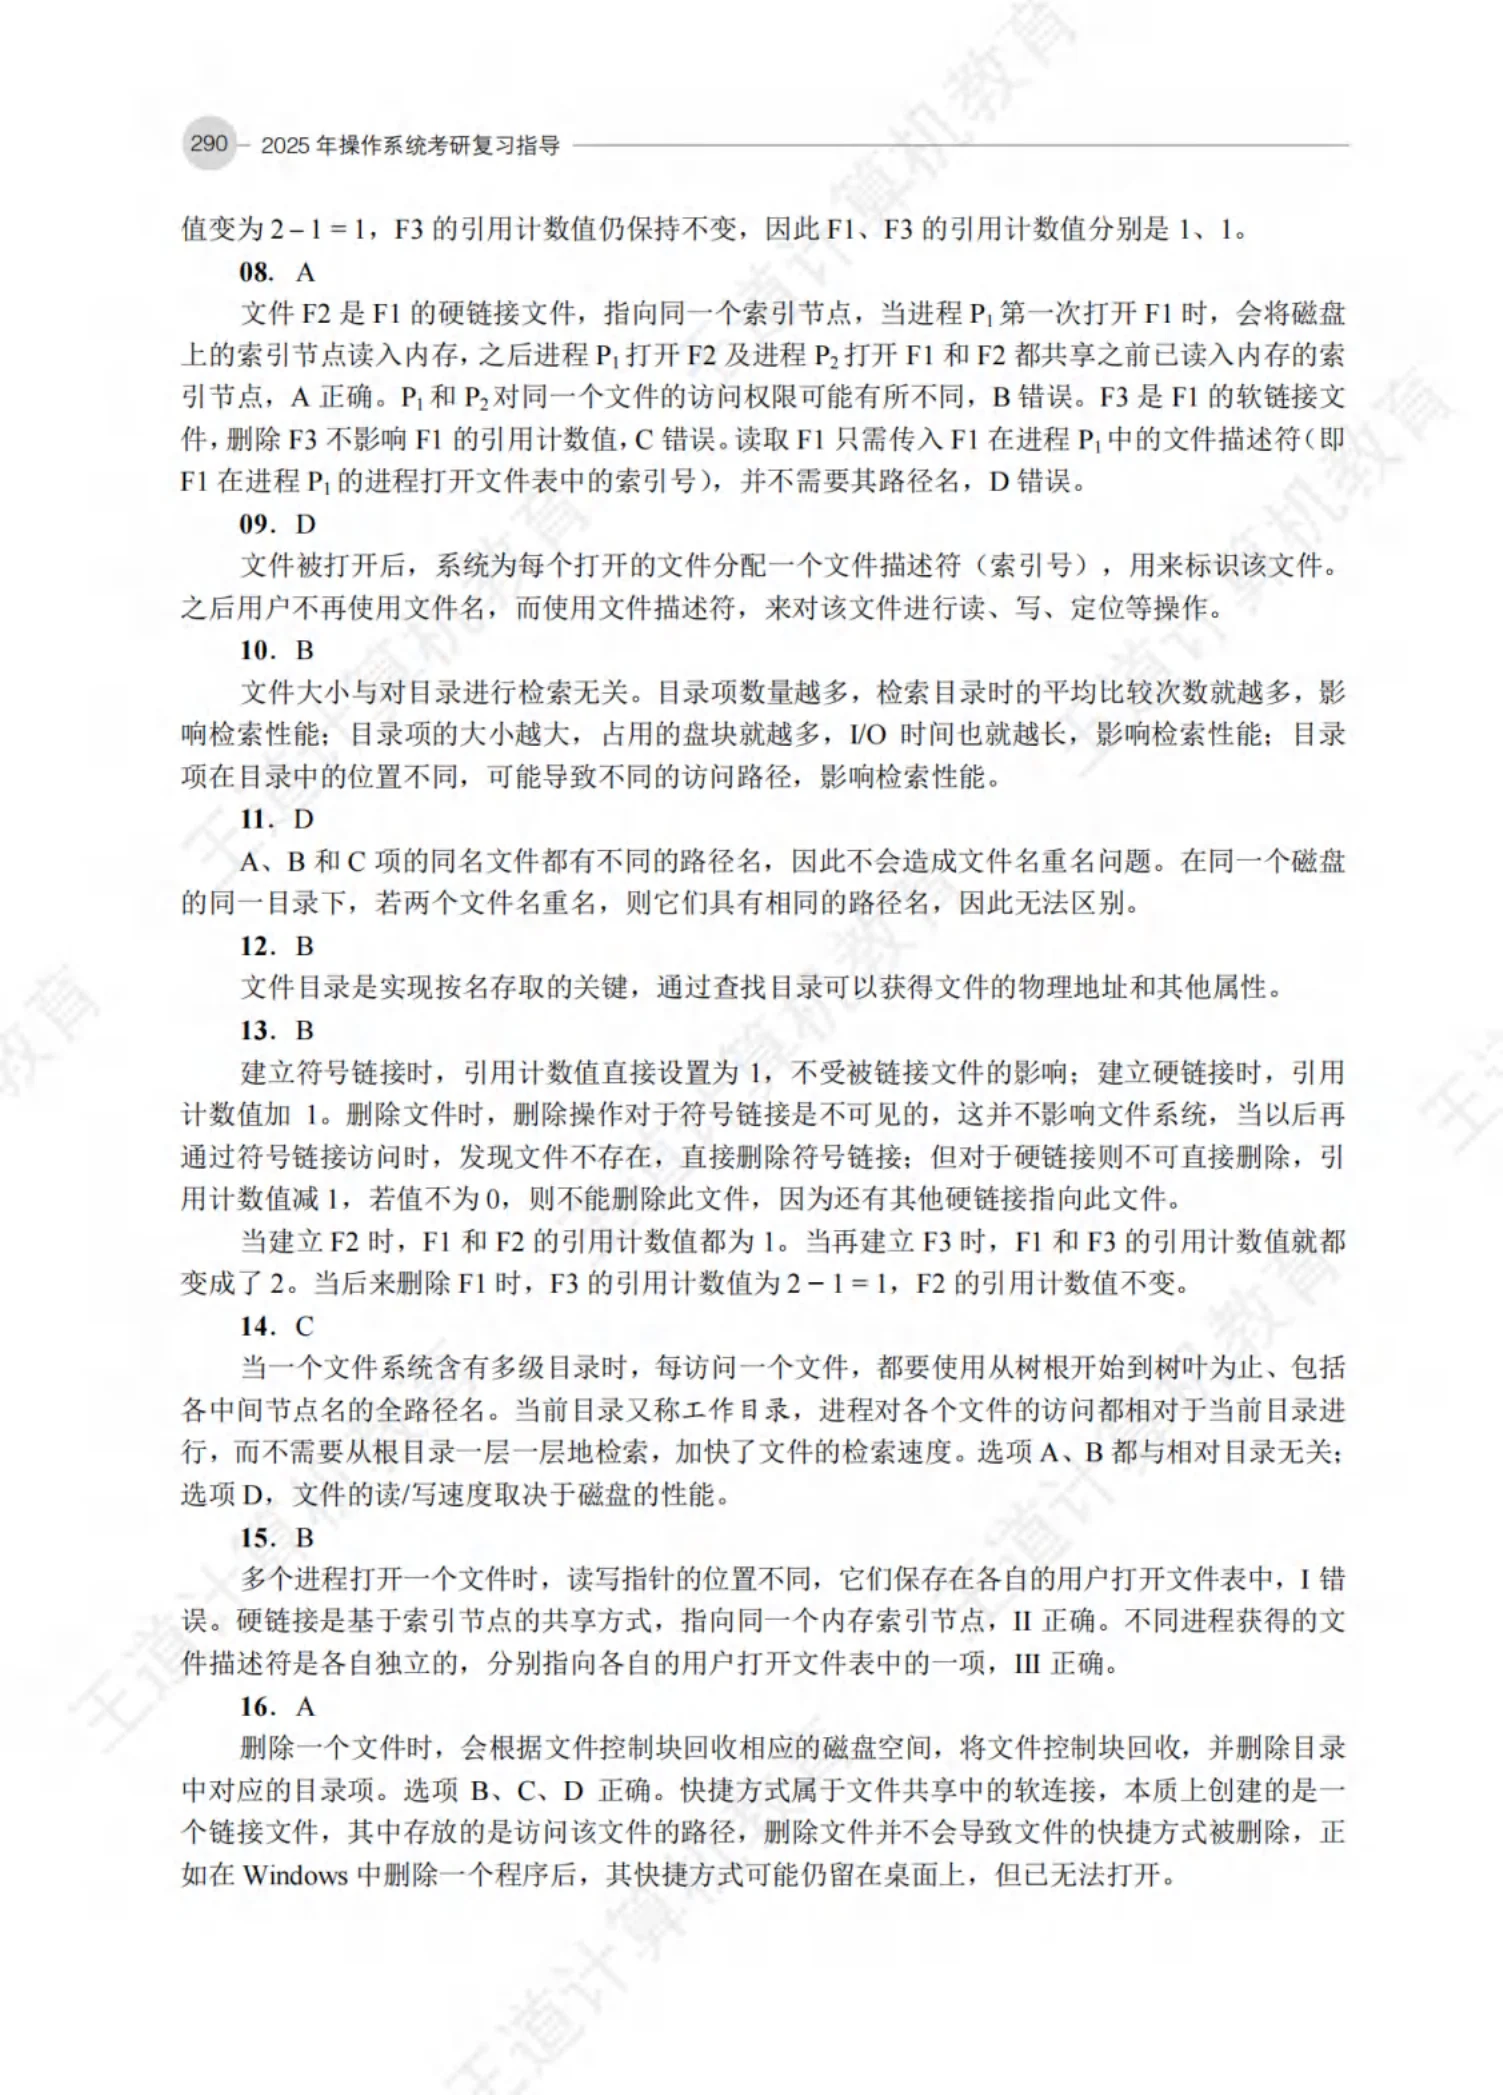 290 2025 年操作系统考研复习指导
值变为 2 – 1 = 1，F3 的引用计数值仍保持不变，因此 F1、F3 的引用计数值分别是 1、1。
08. A
文件 F2 是 F1 的硬链接文件，指向同一个索引节点，当进程 P₁ 第一次打开 F1 时，会将磁盘
上的索引节点读入内存，之后进程 P₁ 打开 F2 及进程 P₂ 打开 F1 和 F2 都共享之前已读入内存的索
引节点，A 正确。P₁ 和 P₂ 对同一个文件的访问权限可能有所不同，B 错误。F3 是 F1 的软链接文
件，删除 F3 不影响 F1 的引用计数值，C 错误。读取 F1 只需传入 F1 在进程 P₁ 中的文件描述符（即
F1 在进程 P₁ 的进程打开文件表中的索引号），并不需要其路径名，D 错误。
09. D
文件被打开后，系统为每个打开的文件分配一个文件描述符（索引号），用来标识该文件。
之后用户不再使用文件名，而使用文件描述符，来对该文件进行读、写、定位等操作。
10. B
文件大小与对目录进行检索无关。目录项数量越多，检索目录时的平均比较次数就越多，影
响检索性能；目录项的大小越大，占用的盘块就越多，I/O 时间也就越长，影响检索性能；目录
项在目录中的位置不同，可能导致不同的访问路径，影响检索性能。
11. D
A、B 和 C 项的同名文件都有不同的路径名，因此不会造成文件名重名问题。在同一个磁盘
的同一目录下，若两个文件名重名，则它们具有相同的路径名，因此无法区别。
12. B
文件目录是实现按名存取的关键，通过查找目录可以获得文件的物理地址和其他属性。
13. B
建立符号链接时，引用计数值直接设置为 1，不受被链接文件的影响；建立硬链接时，引用
计数值加 1。删除文件时，删除操作对于符号链接是不可见的，这并不影响文件系统，当以后再
通过符号链接访问时，发现文件不存在，直接删除符号链接；但对于硬链接则不可直接删除，引
用计数值减 1，若值不为 0，则不能删除此文件，因为还有其他硬链接指向此文件。
当建立 F2 时，F1 和 F2 的引用计数值都为 1。当再建立 F3 时，F1 和 F3 的引用计数值就都
变成了 2。当后来删除 F1 时，F3 的引用计数值为 2 – 1 = 1，F2 的引用计数值不变。
14. C
当一个文件系统含有多级目录时，每访问一个文件，都要使用从树根开始到树叶为止、包括
各中间节点名的全路径名。当前目录又称工作目录，进程对各个文件的访问都相对于当前目录进
行，而不需要从根目录一层一层地检索，加快了文件的检索速度。选项 A、B 都与相对目录无关；
选项 D，文件的读/写速度取决于磁盘的性能。
15. B
多个进程打开一个文件时，读写指针的位置不同，它们保存在各自的用户打开文件表中，I 错
误。硬链接是基于索引节点的共享方式，指向同一个内存索引节点，II 正确。不同进程获得的文
件描述符是各自独立的，分别指向各自的用户打开文件表中的一项，III 正确。
16. A
删除一个文件时，会根据文件控制块回收相应的磁盘空间，将文件控制块回收，并删除目录
中对应的目录项。选项 B、C、D 正确。快捷方式属于文件共享中的软连接，本质上创建的是一
个链接文件，其中存放的是访问该文件的路径，删除文件并不会导致文件的快捷方式被删除，正
如在 Windows 中删除一个程序后，其快捷方式可能仍留在桌面上，但已无法打开。
王道计算机教育